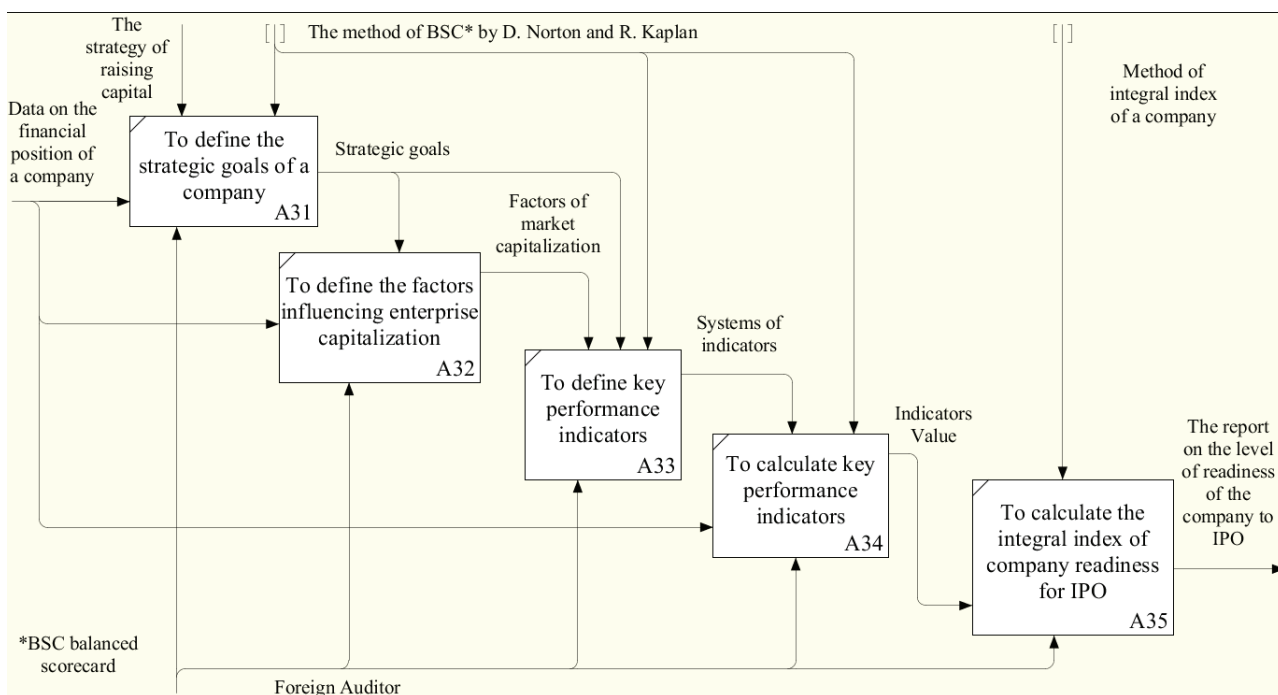 The
strategy of
raising
capital
[ ] The method of BSC* by D. Norton and R. Kaplan
[ ]
Method of
integral index
of a company
Data on the
financial
position of
a company
To define the
strategic goals of a
company
A31
Strategic goals
Factors of
market
capitalization
To define the factors
influencing enterprise
capitalization
A32
Systems of
indicators
To define key
performance
indicators
A33
Indicators
Value
To calculate key
performance
indicators
A34
The report
on the level
of readiness
of the
company to
IPO
To calculate the
integral index of
company readiness
for IPO
A35
*BSC balanced
scorecard
Foreign Auditor